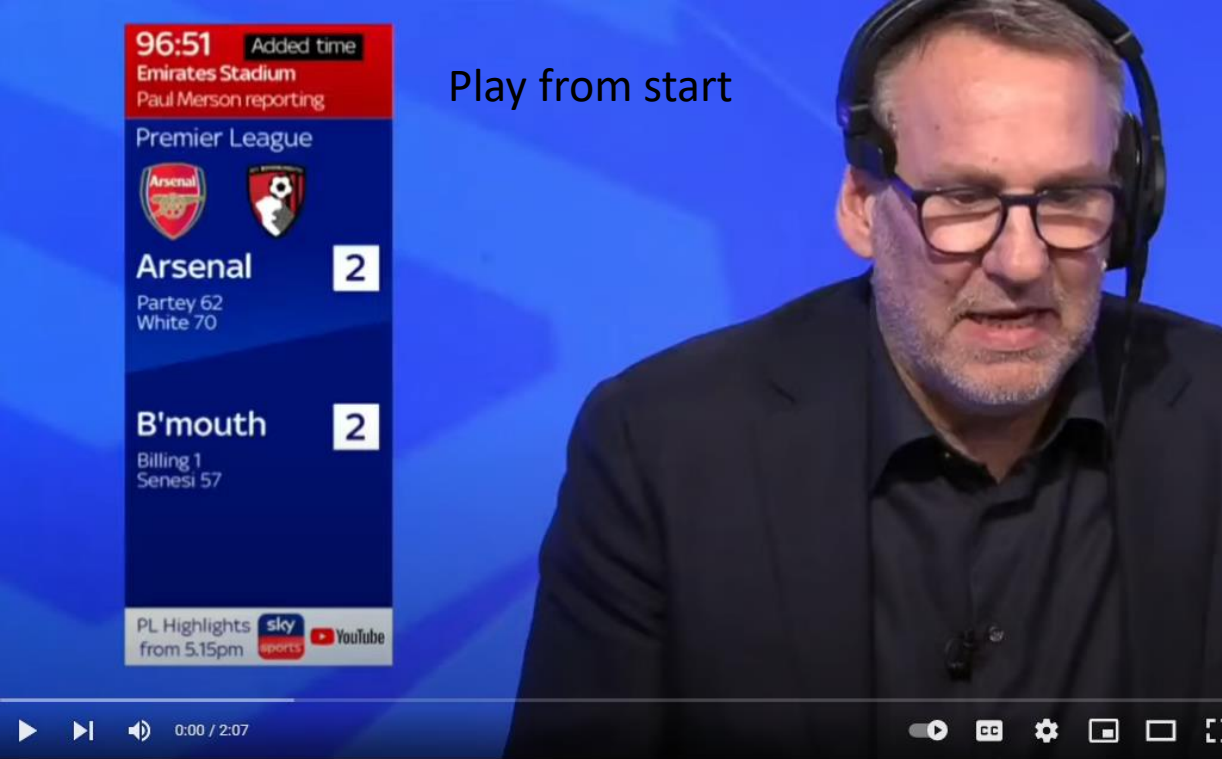 96:51 Added time
Emirates Stadium
Paul Merson reporting
Play from start
Premier League
Arsenal
Arsenal 2
Partey 62
White 70
B'mouth 2
Billing 1
Senesi 57
PL Highlights
from 5.15pm
sky
sports
YouTube
0:00 / 2:07
CC